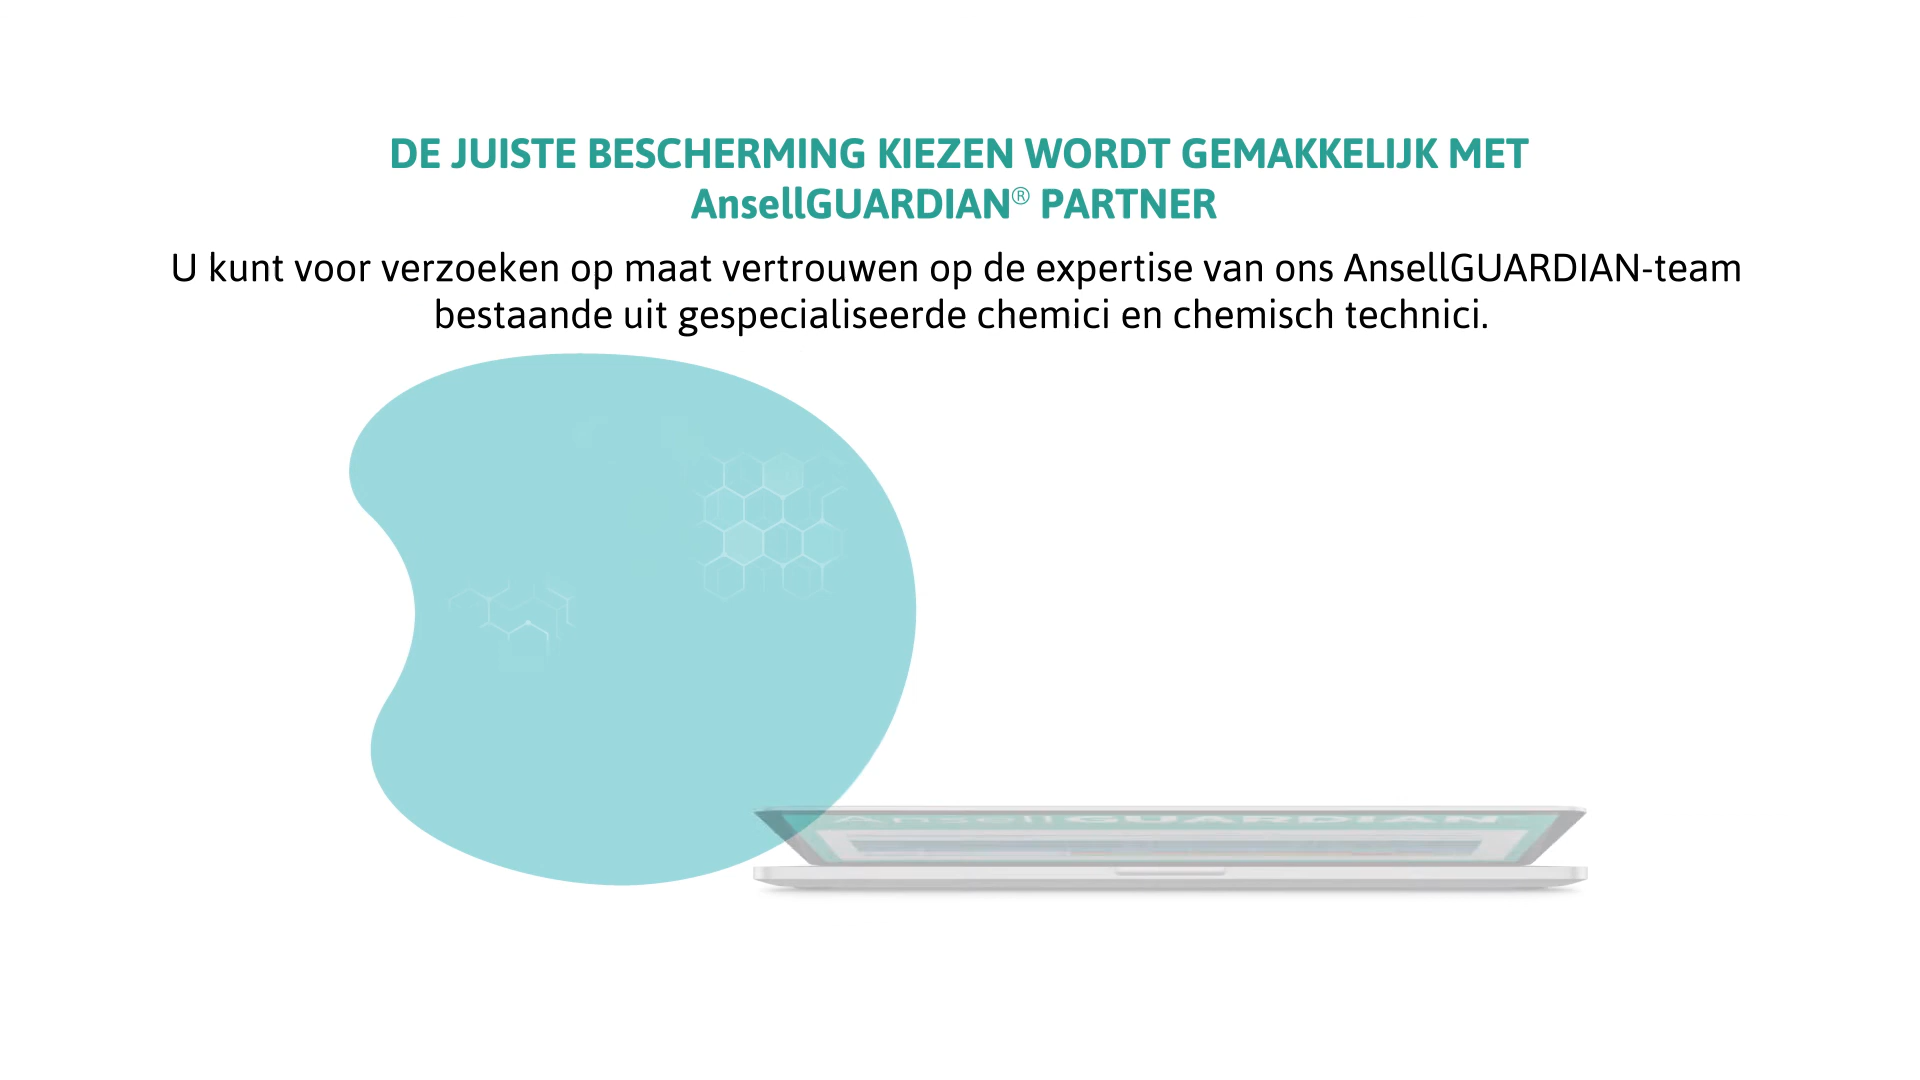 DE JUISTE BESCHERMING KIEZEN WORDT GEMAKKELIJK MET
AnsellGUARDIAN® PARTNER
U kunt voor verzoeken op maat vertrouwen op de expertise van ons AnsellGUARDIAN-team
bestaande uit gespecialiseerde chemici en chemisch technici.
AnsellGUARDIAN